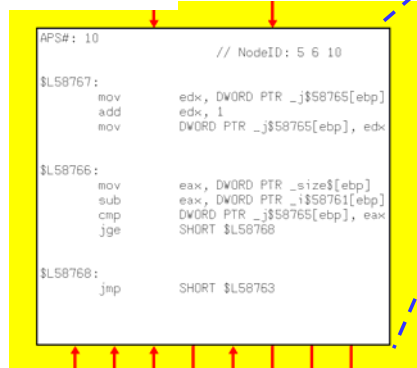 APS#: 10
// NodeID: 5 6 10
$L58767:
mov edx, DWORD PTR _j$58765[ebp]
add edx, 1
mov DWORD PTR _j$58765[ebp], edx
$L58766:
mov eax, DWORD PTR _size$[ebp]
sub eax, DWORD PTR _i$58761[ebp]
cmp DWORD PTR _j$58765[ebp], eax
jge SHORT $L58768
$L58768:
jmp SHORT $L58763